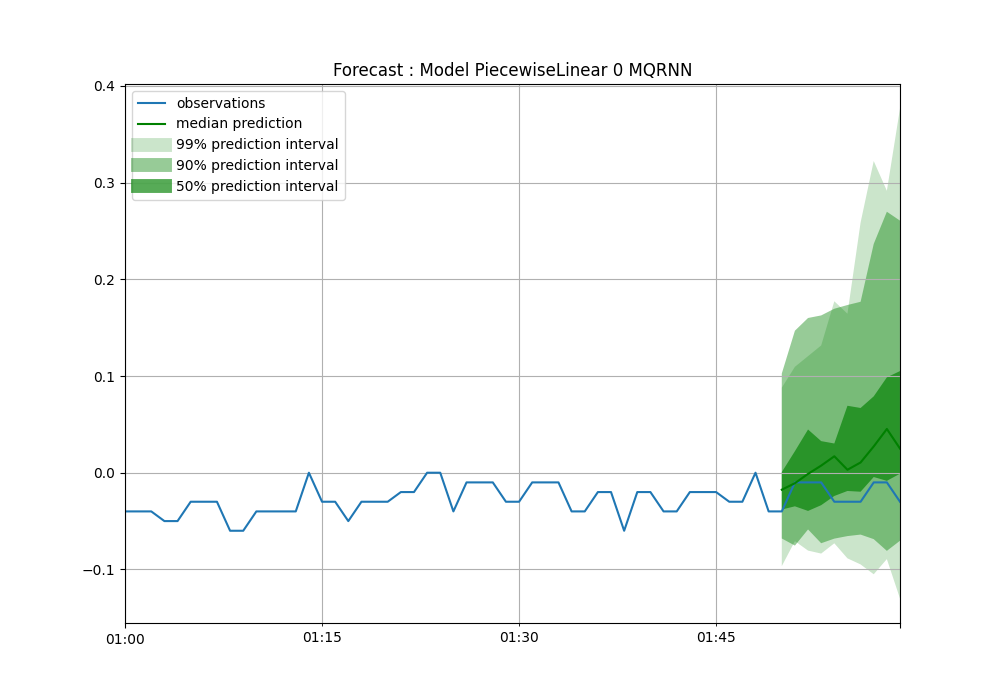 Forecast : Model PiecewiseLinear 0 MQRNN
observations
median prediction
99% prediction interval
90% prediction interval
50% prediction interval
0.4
0.3
0.2
0.1
0.0
−0.1
01:00
01:15
01:30
01:45